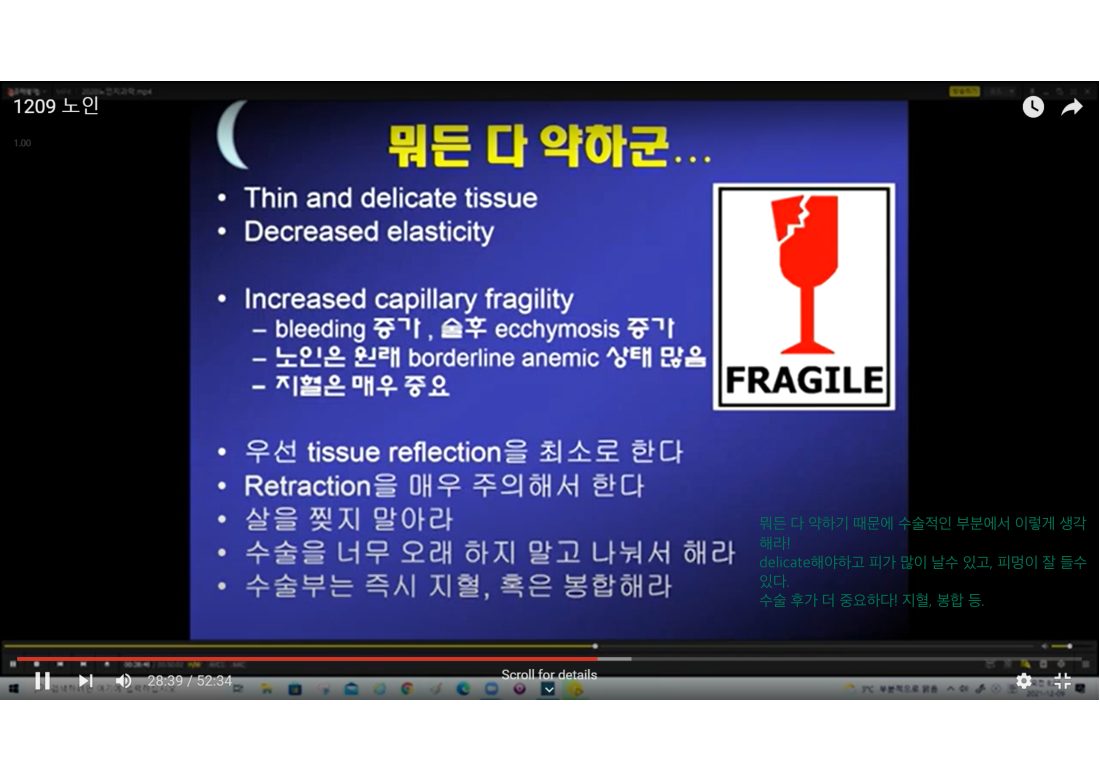 1209 노인
1.00
뭐든 다 약하군...
• Thin and delicate tissue
• Decreased elasticity
• Increased capillary fragility
– bleeding 증가 , 술후 ecchymosis 증가
– 노인은 원래 borderline anemic 상태 많음
– 지혈은 매우 중요
FRAGILE
• 우선 tissue reflection을 최소로 한다
• Retraction을 매우 주의해서 한다
• 살을 찢지 말아라
• 수술을 너무 오래 하지 말고 나눠서 해라
• 수술부는 즉시 지혈, 혹은 봉합해라
뭐든 다 약하기 때문에 수술적인 부분에서 이렇게 생각
해라!
delicate해야하고 피가 많이 날수 있고, 피멍이 잘 들수
있다.
수술 후가 더 중요하다! 지혈, 봉합 등.
Scroll for details
28:39 / 52:34